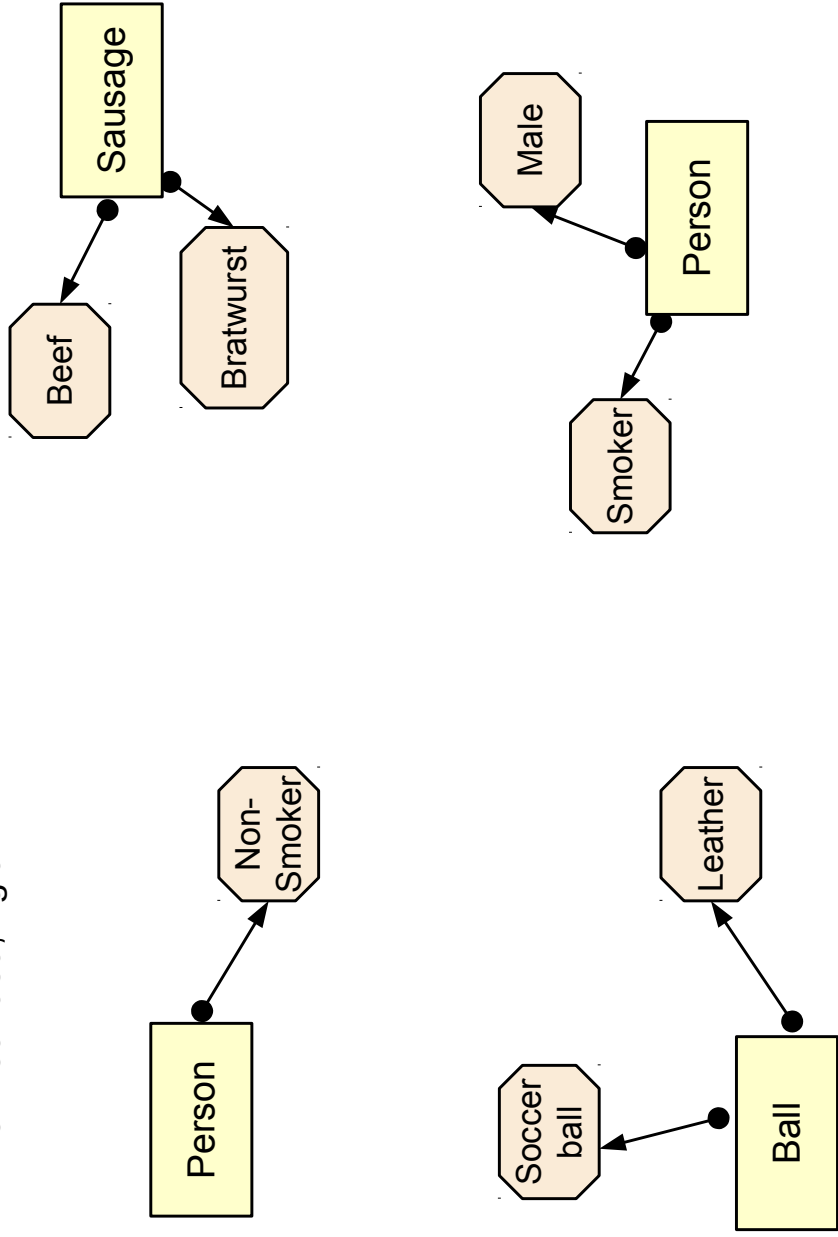 Person
Non-
Smoker
Beef
Sausage
Bratwurst
Soccer
ball
Leather
Ball
Male
Smoker
Person